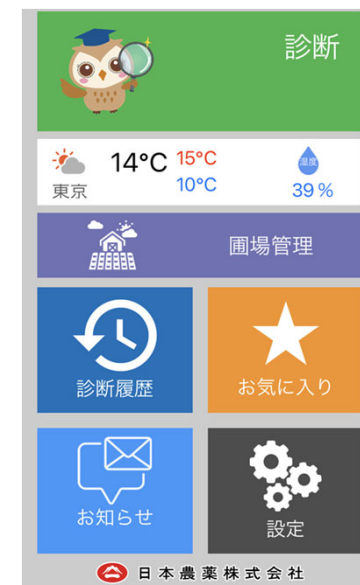 診断
14°C 15°C
東京 10°C
湿度
39%
圃場管理
診断履歴
お気に入り
お知らせ
設定
日本農薬株式会社